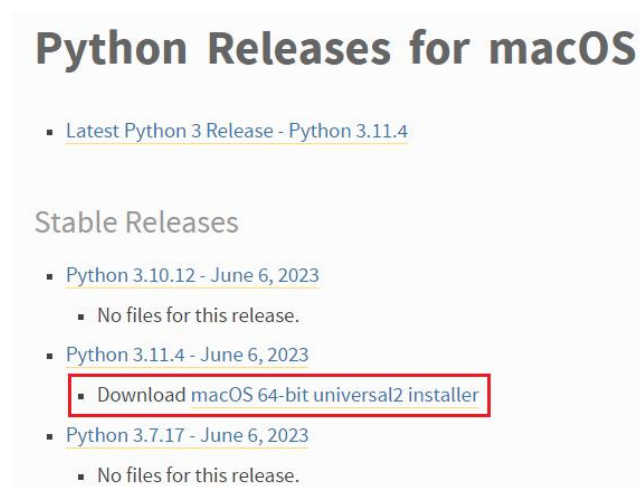 Python Releases for macOS
Latest Python 3 Release - Python 3.11.4
Stable Releases
Python 3.10.12 - June 6, 2023
No files for this release.
Python 3.11.4 - June 6, 2023
Download macOS 64-bit universal2 installer
Python 3.7.17 - June 6, 2023
No files for this release.